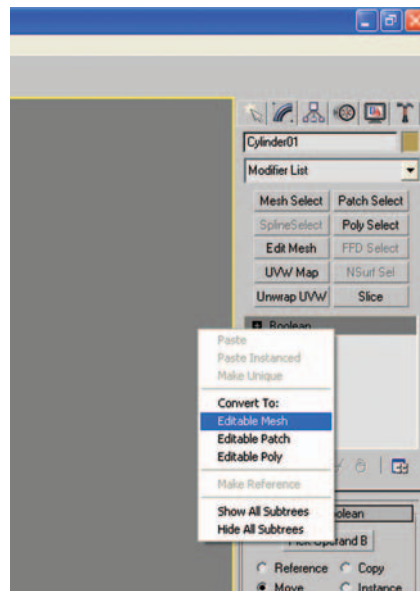 Cylinder01
Modifier List
Mesh Select Patch Select
SplineSelect Poly Select
Edit Mesh FFD Select
UVW Map NSurf Sel
Unwrap UVW Slice
Boolean
Paste
Paste Instanced
Make Unique
Convert To:
Editable Mesh
Editable Patch
Editable Poly
Make Reference
Show All Subtrees
Hide All Subtrees
olean
Pick Operand B
Reference Copy
Move Instance